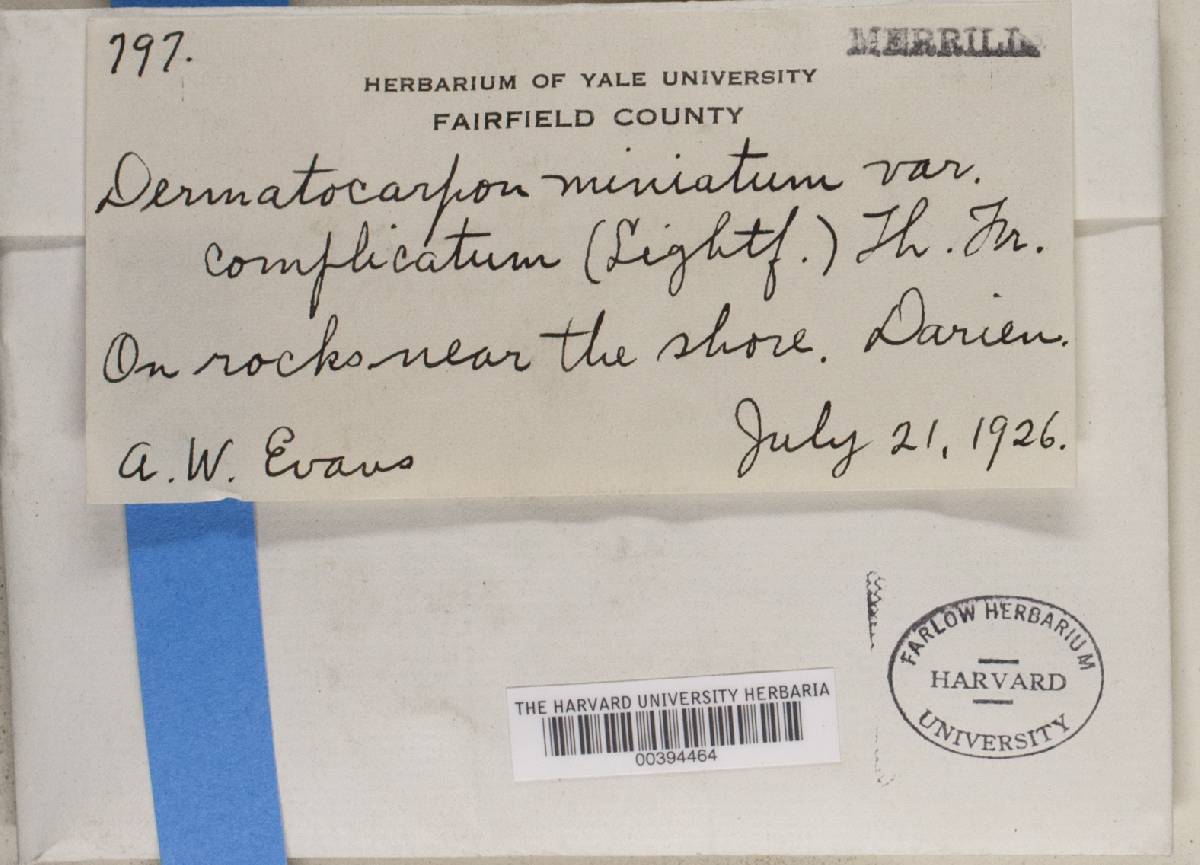 797.
MERRILL
HERBARIUM OF YALE UNIVERSITY
FAIRFIELD COUNTY
Dermatocarpon miniatum var.
complicatum (Lightf.) Th. Fr.
On rocks near the shore. Darien.
A. W. Evans July 21, 1926.
THE HARVARD UNIVERSITY HERBARIA
00394464
FARLOW HERBARIUM
HARVARD
UNIVERSITY